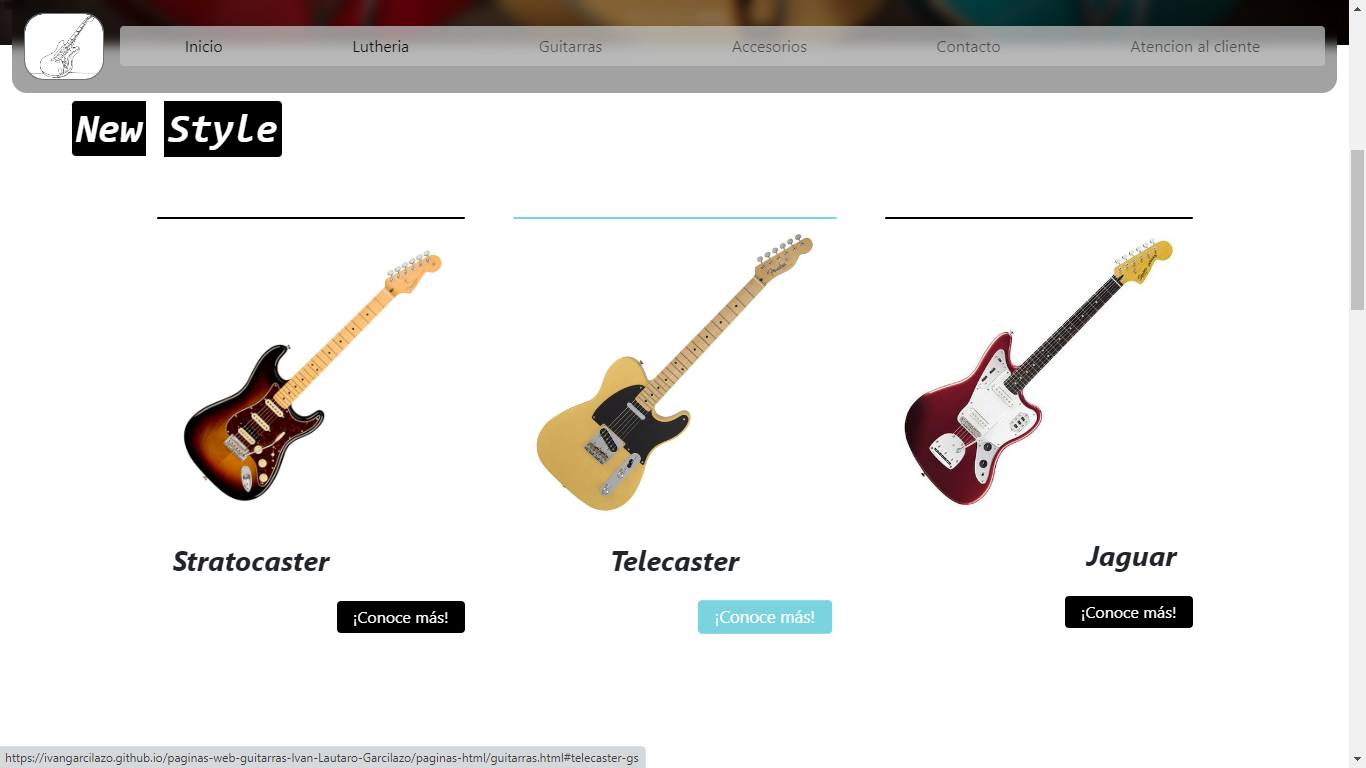 Inicio Lutheria Guitarras Accesorios Contacto Atencion al cliente
New Style
Fender
Stratocaster Telecaster Jaguar
¡Conoce más! ¡Conoce más! ¡Conoce más!
https://ivangarcilazo.github.io/paginas-web-guitarras-Ivan-Lautaro-Garcilazo/paginas-html/guitarras.html#telecaster-gs